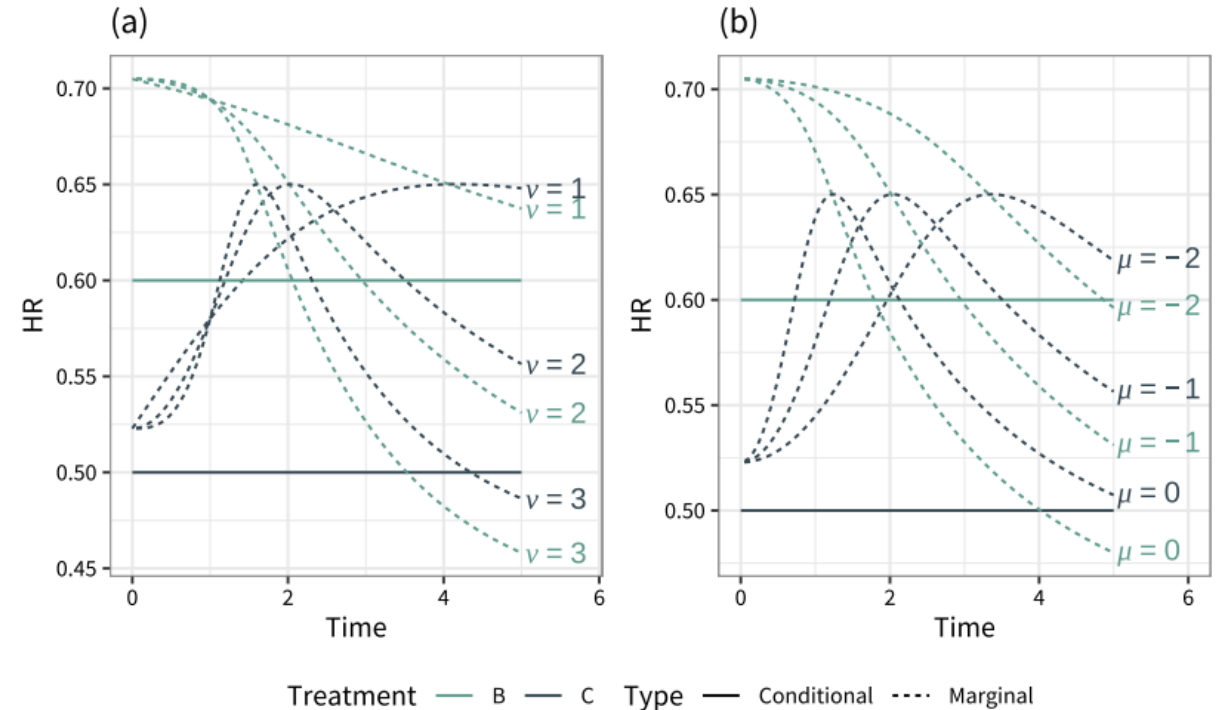 (a)
(b)
HR
0.70
0.65
0.60
0.55
0.50
0.45
ν = 1
ν = 1
ν = 2
ν = 2
ν = 3
ν = 3
0 2 4 6
Time
HR
0.70
0.65
0.60
0.55
0.50
μ = −2
μ = −2
μ = −1
μ = −1
μ = 0
μ = 0
0 2 4 6
Time
Treatment B C Type Conditional Marginal